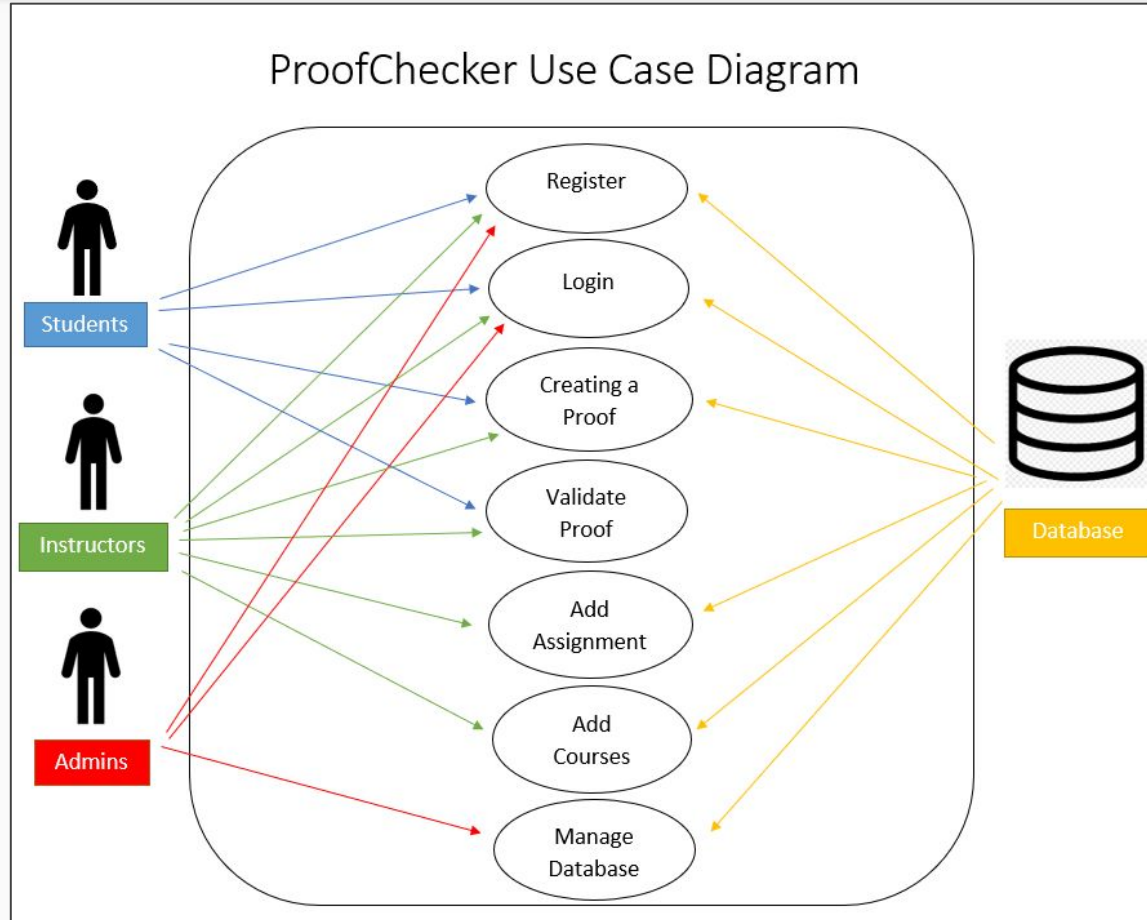 ProofChecker Use Case Diagram
Register
Login
Students
Creating a
Proof
Validate
Proof
Instructors
Database
Add
Assignment
Add
Courses
Admins
Manage
Database